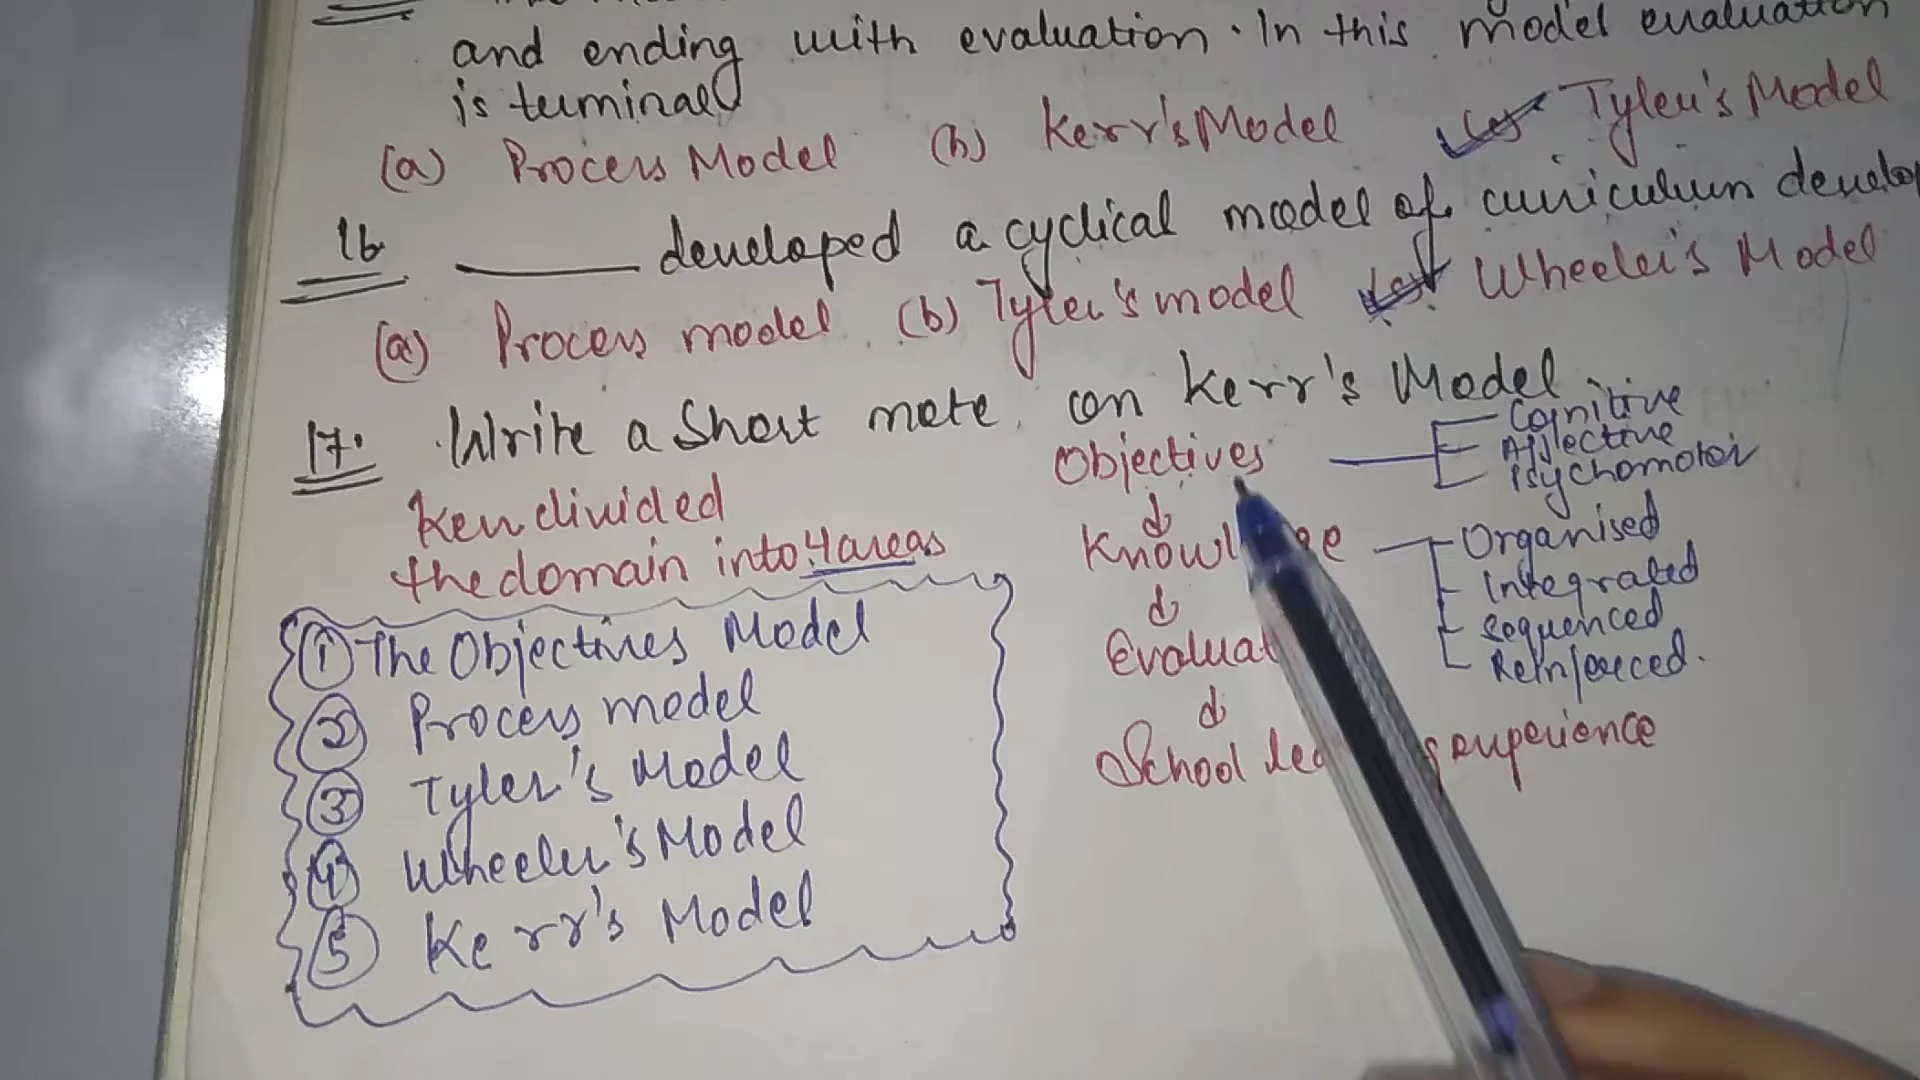 and ending with evaluation. In this model evaluation
is terminal
(a) Process Model (b) Kerr's Model (c) Tyler's Model
16 ______ developed a cyclical model of curriculum develop
(a) Process model (b) Tyler's model (c) Wheeler's Model
17. Write a Short note on Kerr's Model
Kerr divided
the domain into 4 areas
① The Objectives Model
② Process model
③ Tyler's Model
④ Wheeler's Model
⑤ Kerr's Model
Objectives
Cognitive
Affective
Psychomotor
Organised
Integrated
Sequenced
Reinforced.
School experience